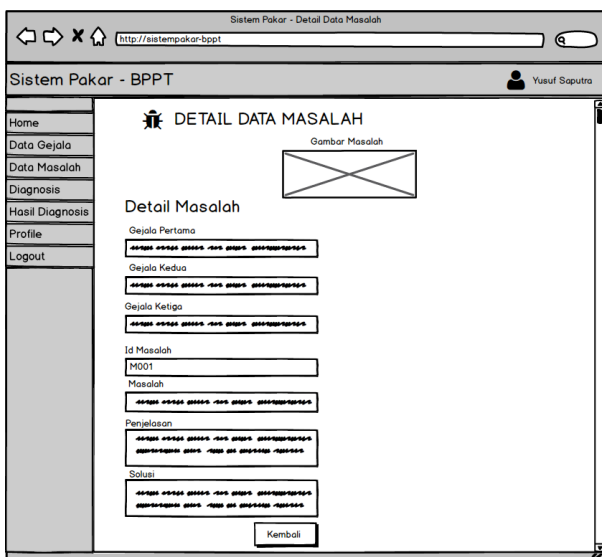 Sistem Pakar - Detail Data Masalah
http://sistempakar-bppt
Sistem Pakar - BPPT
Yusuf Saputra
Home
Data Gejala
Data Masalah
Diagnosis
Hasil Diagnosis
Profile
Logout
DETAIL DATA MASALAH
Gambar Masalah
Detail Masalah
Gejala Pertama
Gejala Kedua
Gejala Ketiga
Id Masalah
M001
Masalah
Penjelasan
Solusi
Kembali